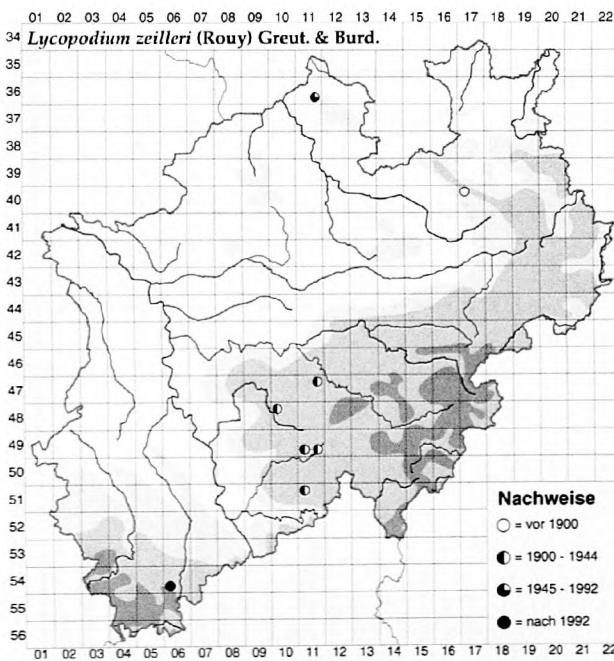 01 02 03 04 05 06 07 08 09 10 11 12 13 14 15 16 17 18 19 20 21 22
34
Lycopodium zeilleri (Rouy) Greut. & Burd.
36
37
38
39
40
41
42
43
44
45
46
47
48
49
50
51
52
53
54
55
56
Nachweise
= vor 1900
= 1900 - 1944
= 1945 - 1992
= nach 1992
01 02 03 04 05 06 07 08 09 10 11 12 13 14 15 16 17 18 19 20 21 22